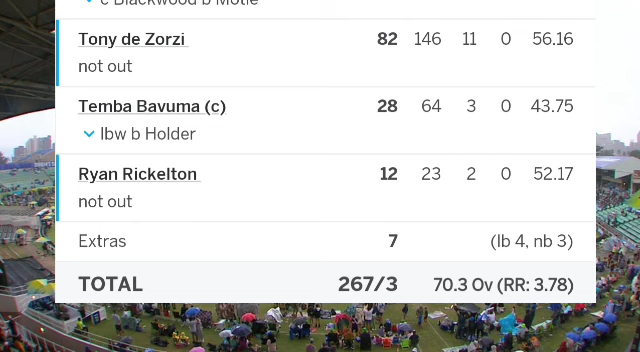 c Blackwood b Motie
Tony de Zorzi 82 146 11 0 56.16
not out
Temba Bavuma (c) 28 64 3 0 43.75
lbw b Holder
Ryan Rickelton 12 23 2 0 52.17
not out
Extras 7 (lb 4, nb 3)
TOTAL 267/3 70.3 Ov (RR: 3.78)